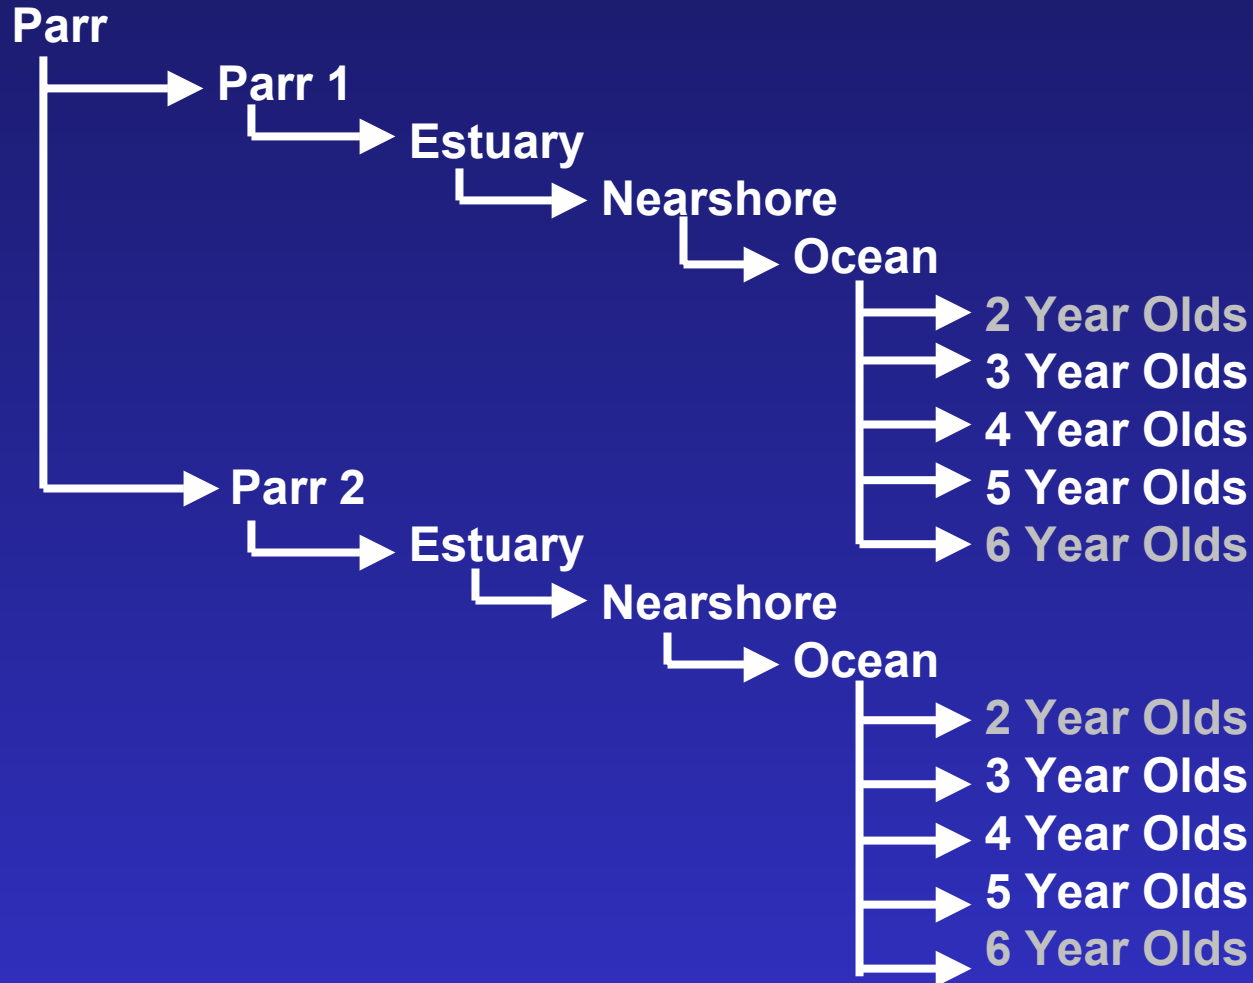 Parr
Parr 1
Estuary
Nearshore
Ocean
2 Year Olds
3 Year Olds
4 Year Olds
5 Year Olds
6 Year Olds
Parr 2
Estuary
Nearshore
Ocean
2 Year Olds
3 Year Olds
4 Year Olds
5 Year Olds
6 Year Olds